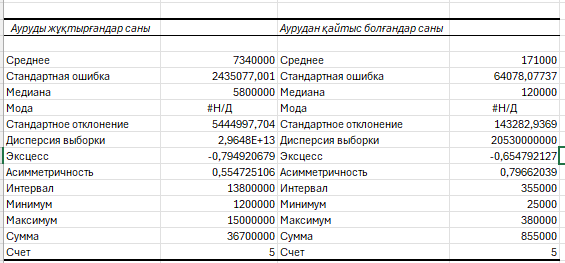 Ауруды жұқтырғандар саны Аурудан қайтыс болғандар саны
Среднее 7340000 Среднее 171000
Стандартная ошибка 2435077,001 Стандартная ошибка 64078,07737
Медиана 5800000 Медиана 120000
Мода #Н/Д Мода #Н/Д
Стандартное отклонение 5444997,704 Стандартное отклонение 143282,9369
Дисперсия выборки 2,9648E+13 Дисперсия выборки 20530000000
Эксцесс -0,794920679 Эксцесс -0,654792127
Асимметричность 0,554725106 Асимметричность 0,79662039
Интервал 13800000 Интервал 355000
Минимум 1200000 Минимум 25000
Максимум 15000000 Максимум 380000
Сумма 36700000 Сумма 855000
Счет 5 Счет 5